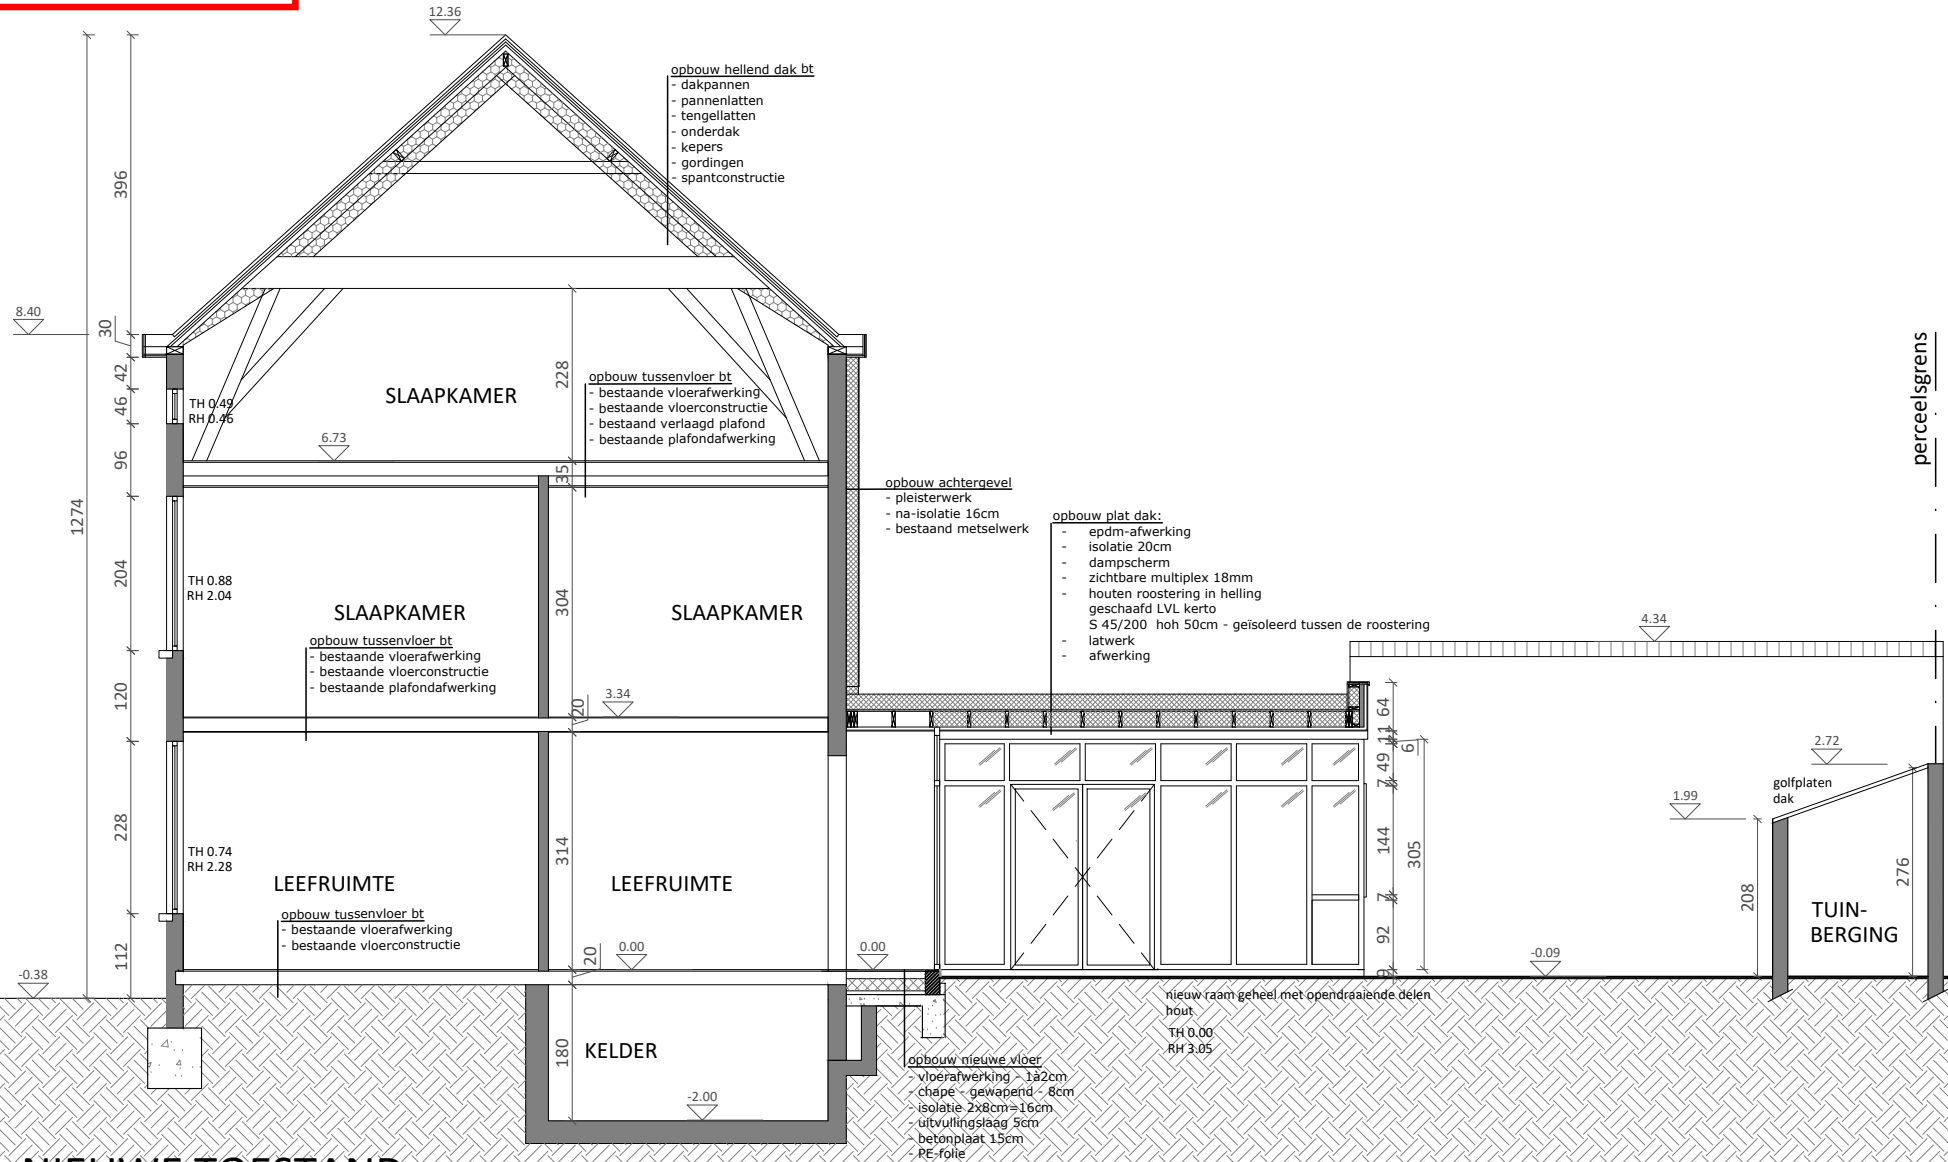 12.36
opbouw hellend dak bt
- dakpannen
- pannenlatten
- tengellatten
- onderdak
- kepers
- gordingen
- spantconstructie
396
8.40
30
42
46
96
1274
204
120
228
112
-0.38
TH 0.49
RH 0.46
SLAAPKAMER
228
6.73
35
opbouw tussenvloer bt
- bestaande vloerafwerking
- bestaande vloerconstructie
- bestaand verlaagd plafond
- bestaande plafondafwerking
opbouw achtergevel
- pleisterwerk
- na-isolatie 16cm
- bestaand metselwerk
opbouw plat dak:
- epdm-afwerking
- isolatie 20cm
- dampscherm
- zichtbare multiplex 18mm
- houten roostering in helling
geschaafd LVL kerto
S 45/200 hoh 50cm - geïsoleerd tussen de roostering
- latwerk
- afwerking
perceelsgrens
TH 0.88
RH 2.04
SLAAPKAMER
304
SLAAPKAMER
opbouw tussenvloer bt
- bestaande vloerafwerking
- bestaande vloerconstructie
- bestaande plafondafwerking
20
3.34
4.34
64
11
6
49
7
144
305
7
92
9
2.72
golfplaten
dak
1.99
208
276
TUIN-
BERGING
TH 0.74
RH 2.28
LEEFRUIMTE
314
LEEFRUIMTE
opbouw tussenvloer bt
- bestaande vloerafwerking
- bestaande vloerconstructie
20
0.00
0.00
-0.09
nieuw raam geheel met opendraaiende delen
hout
TH 0.00
RH 3.05
180
KELDER
-2.00
opbouw nieuwe vloer
- vloerafwerking - 1à2cm
- chape - gewapend - 8cm
- isolatie 2x8cm=16cm
- uitvullingslaag 5cm
- betonplaat 15cm
- PE-folie
NIEUWE TOESTAND